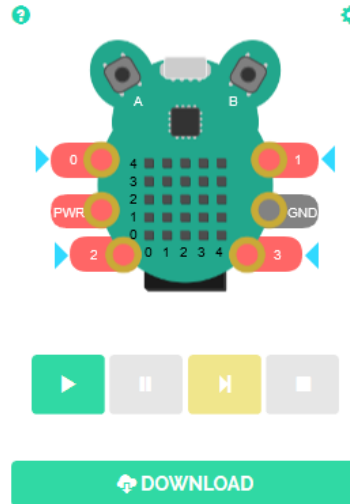 ?
A B
0 1
4
3
PWR 2 GND
1
0
2 0 1 2 3 4 3
DOWNLOAD